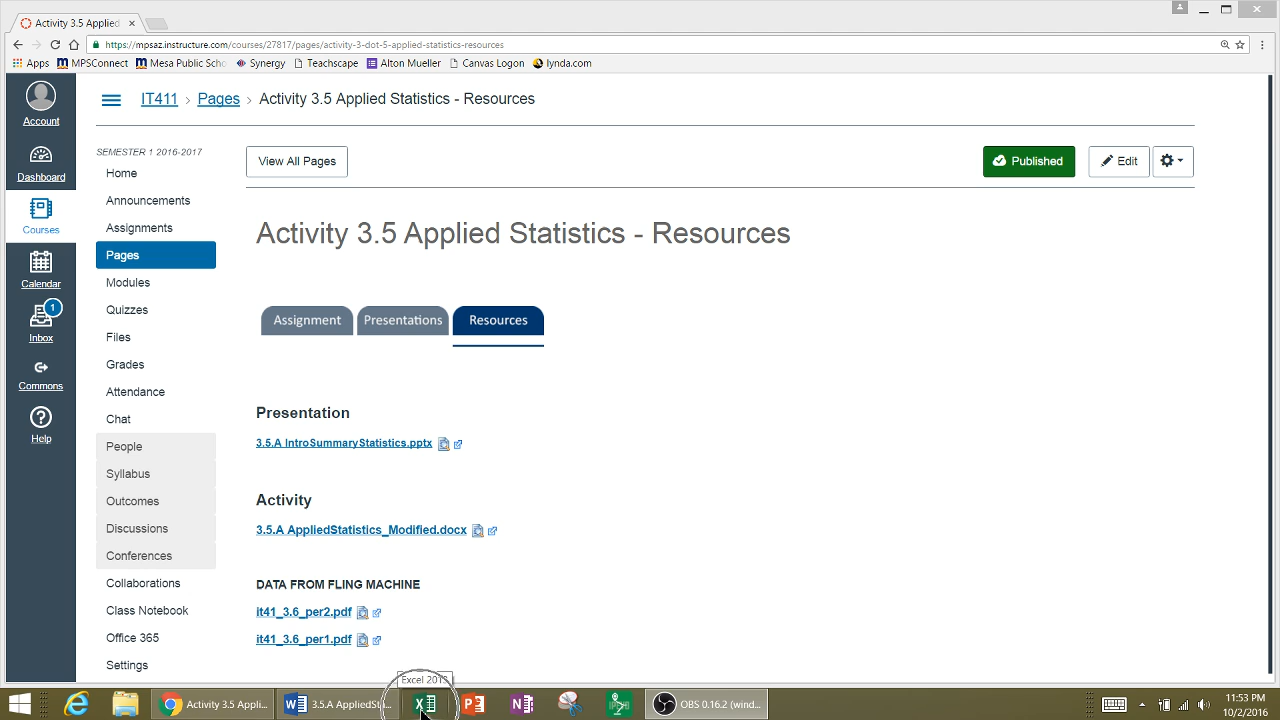 Activity 3.5 Applied
https://mpsaz.instructure.com/courses/27817/pages/activity-3-dot-5-applied-statistics-resources
Apps MPSConnect Mesa Public Scho Synergy Teachscape Alton Mueller Canvas Logon lynda.com
Account
Dashboard
Courses
Calendar
1
Inbox
Commons
Help
IT411 › Pages › Activity 3.5 Applied Statistics - Resources
SEMESTER 1 2016-2017
Home
Announcements
Assignments
Pages
Modules
Quizzes
Files
Grades
Attendance
Chat
People
Syllabus
Outcomes
Discussions
Conferences
Collaborations
Class Notebook
Office 365
Settings
View All Pages
Published
Edit
Activity 3.5 Applied Statistics - Resources
Assignment Presentations Resources
Presentation
3.5.A IntroSummaryStatistics.pptx
Activity
3.5.A AppliedStatistics_Modified.docx
DATA FROM FLING MACHINE
it41_3.6_per2.pdf
it41_3.6_per1.pdf
Excel 2013
Activity 3.5 Appli...
3.5.A AppliedSt...
OBS 0.16.2 (wind...
11:53 PM
10/2/2016